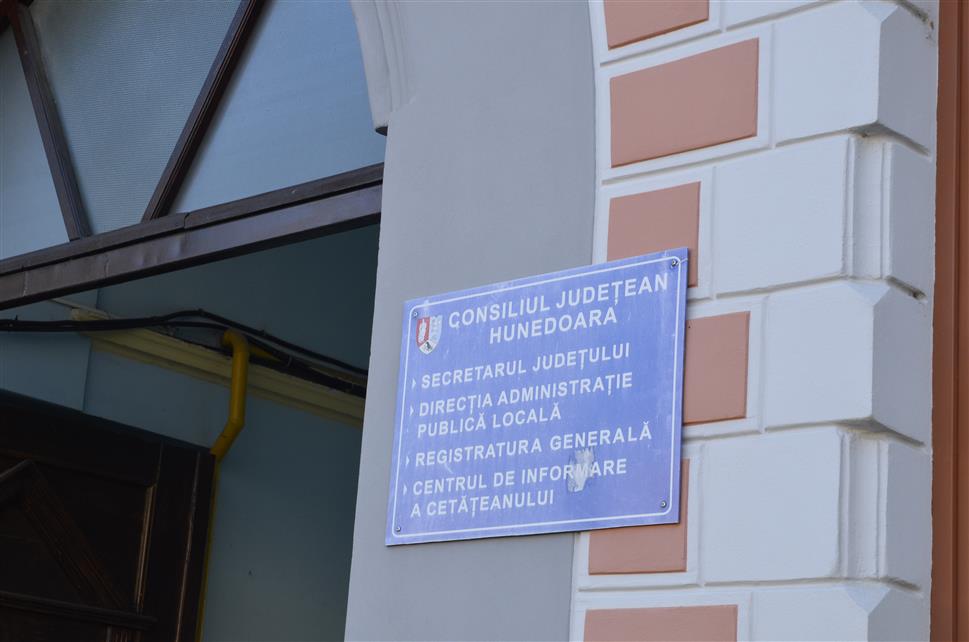 CONSILIUL JUDEȚEAN
HUNEDOARA
SECRETARUL JUDEȚULUI
DIRECȚIA ADMINISTRAȚIE
PUBLICĂ LOCALĂ
REGISTRATURA GENERALĂ
CENTRUL DE INFORMARE
A CETĂȚEANULUI